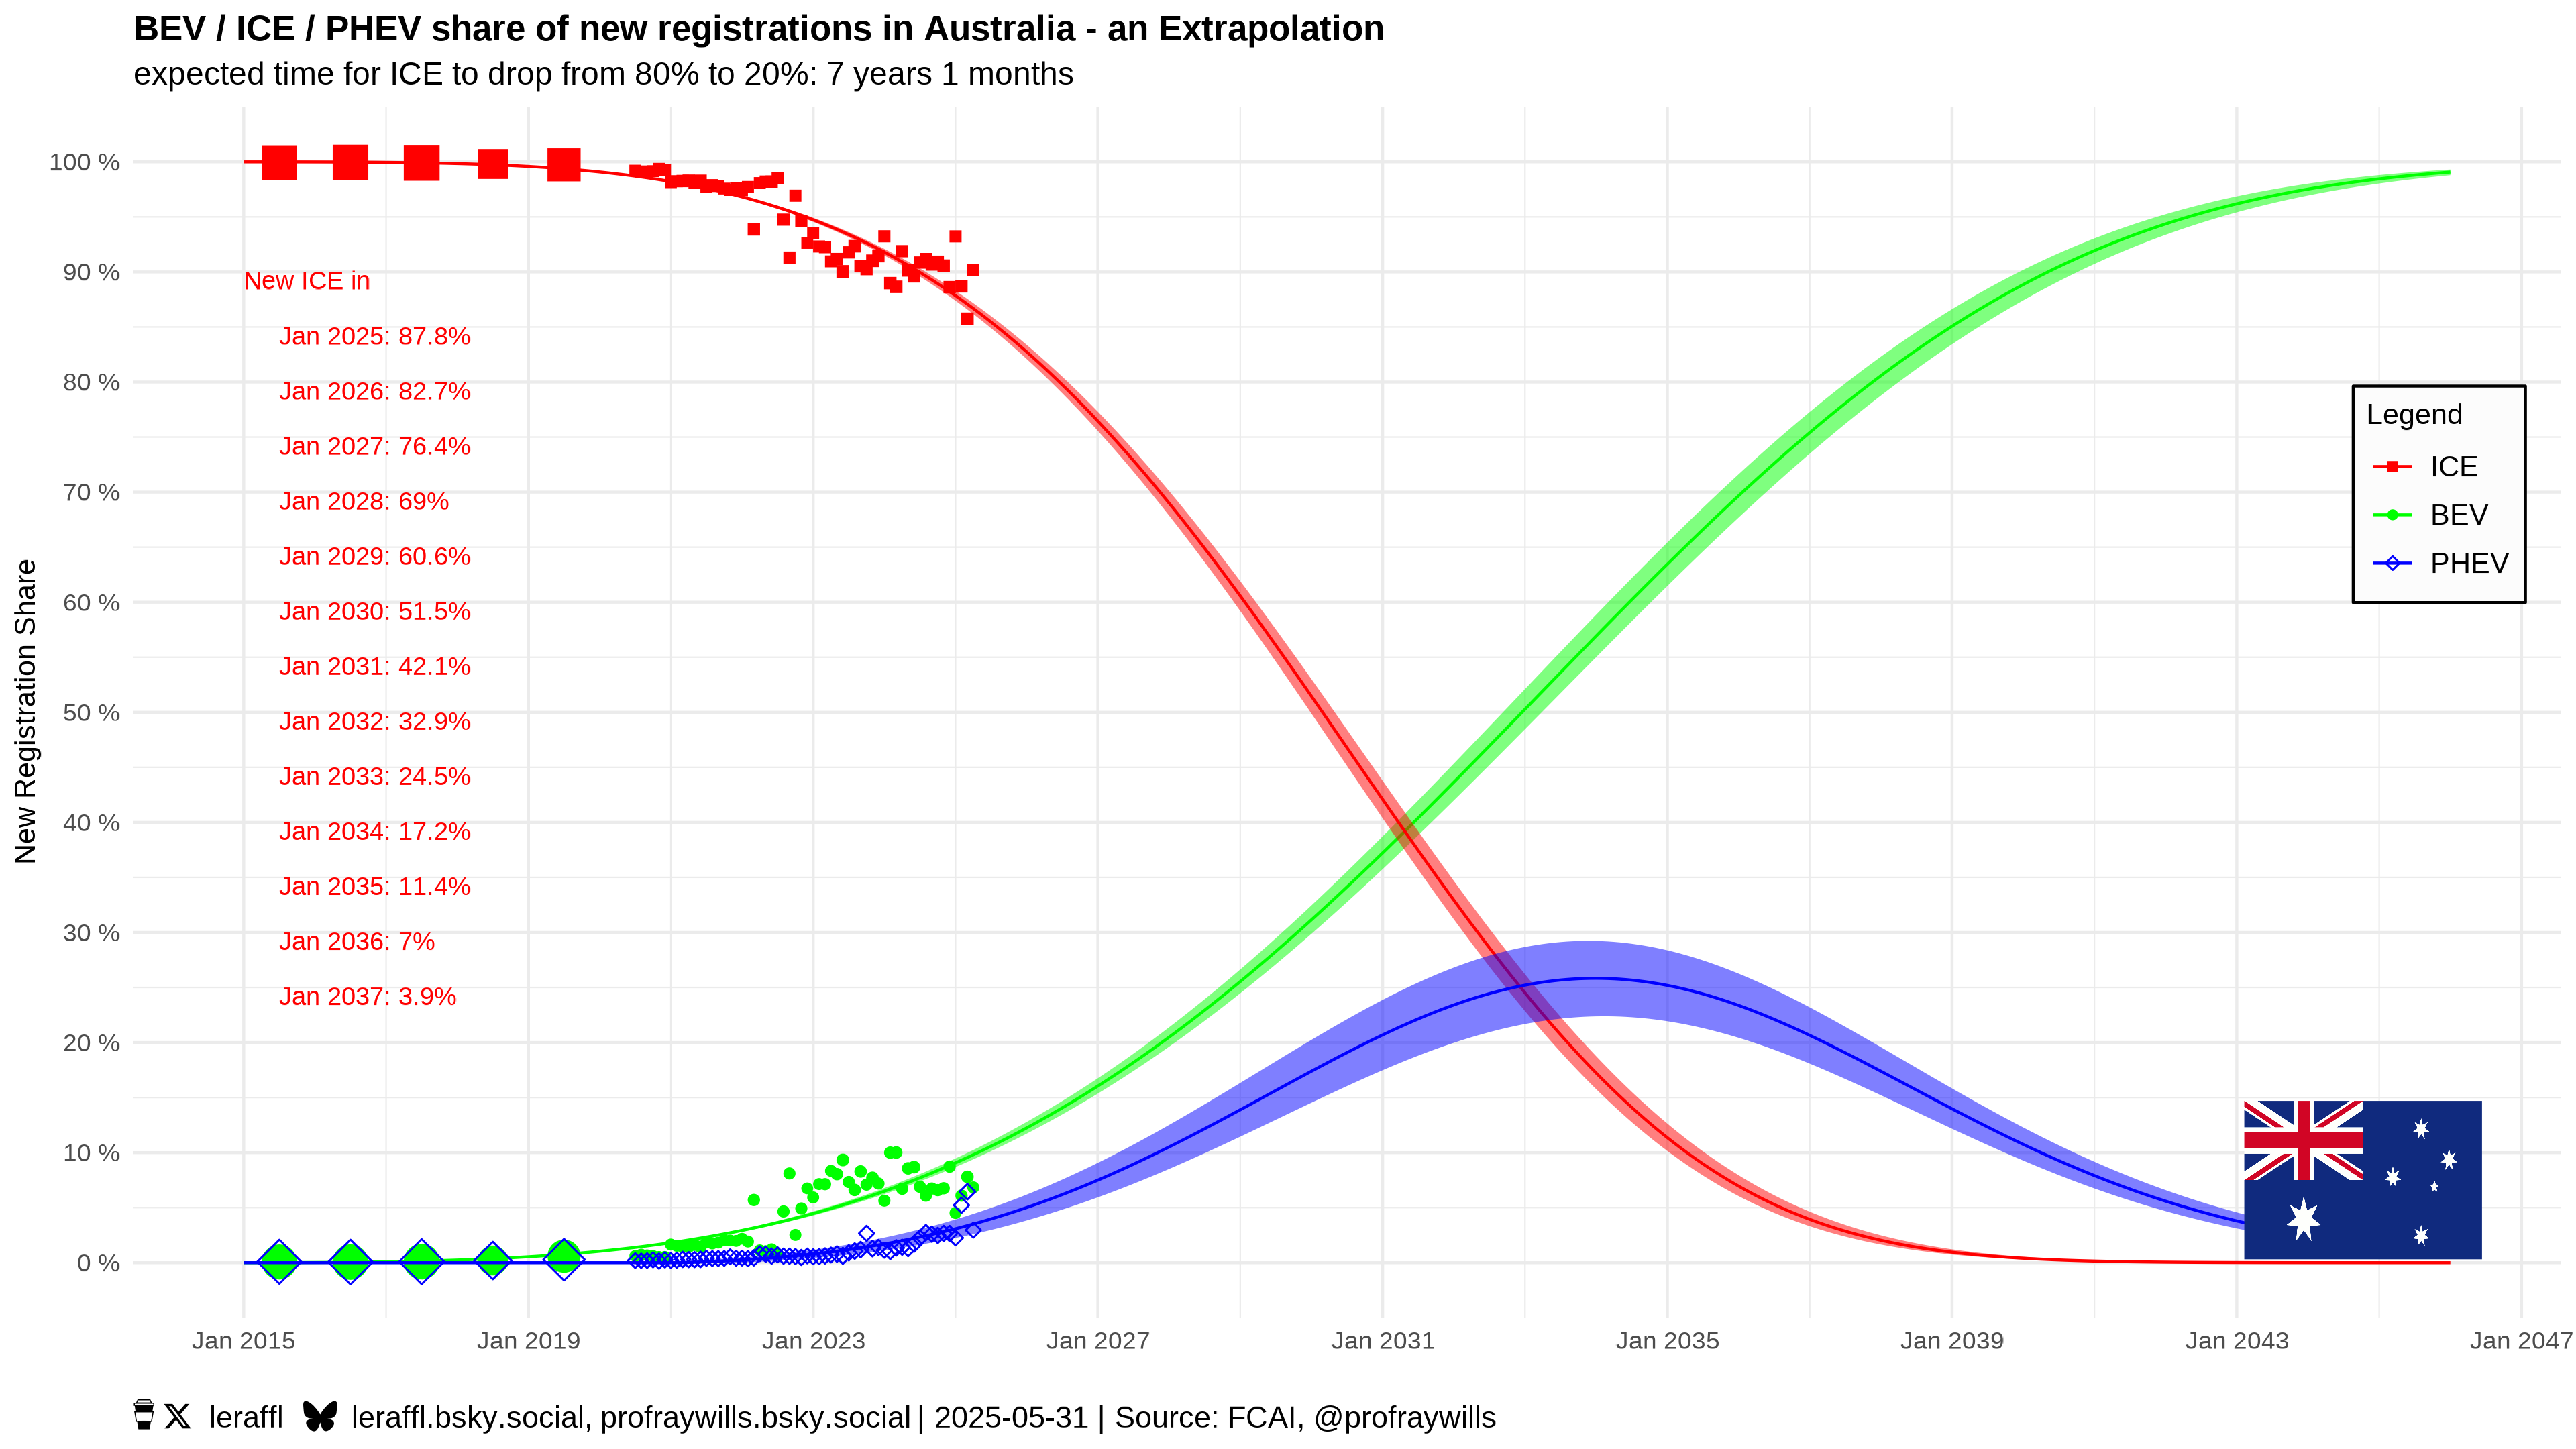 BEV / ICE / PHEV share of new registrations in Australia - an Extrapolation
expected time for ICE to drop from 80% to 20%: 7 years 1 months
New Registration Share
100 %
90 %
80 %
70 %
60 %
50 %
40 %
30 %
20 %
10 %
0 %
New ICE in
Jan 2025: 87.8%
Jan 2026: 82.7%
Jan 2027: 76.4%
Jan 2028: 69%
Jan 2029: 60.6%
Jan 2030: 51.5%
Jan 2031: 42.1%
Jan 2032: 32.9%
Jan 2033: 24.5%
Jan 2034: 17.2%
Jan 2035: 11.4%
Jan 2036: 7%
Jan 2037: 3.9%
Legend
ICE
BEV
PHEV
Jan 2015 Jan 2019 Jan 2023 Jan 2027 Jan 2031 Jan 2035 Jan 2039 Jan 2043 Jan 2047
leraffl leraffl.bsky.social, profraywills.bsky.social | 2025-05-31 | Source: FCAI, @profraywills